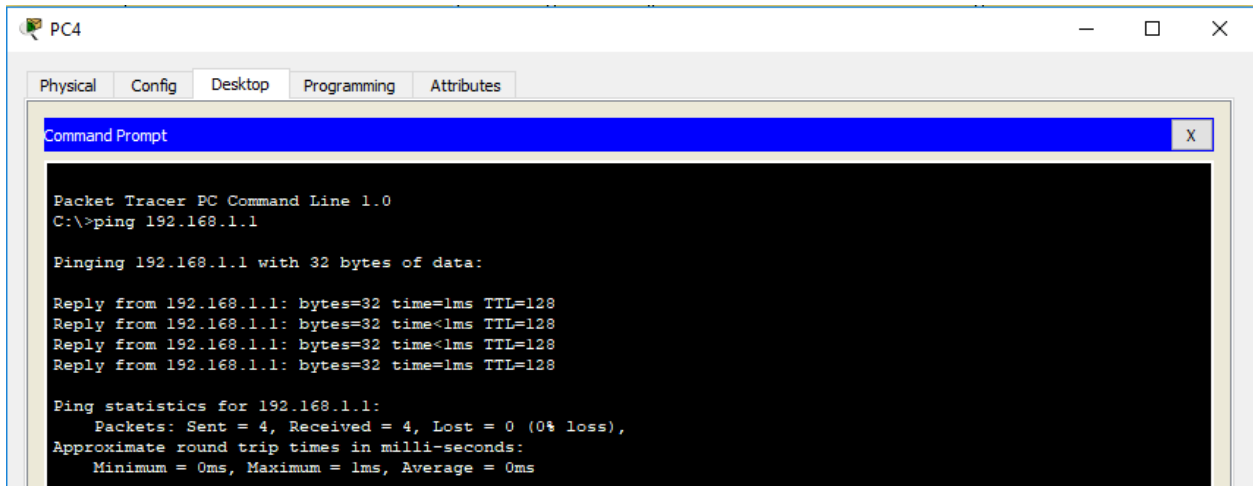 PC4
Physical Config Desktop Programming Attributes
Command Prompt X
Packet Tracer PC Command Line 1.0
C:\>ping 192.168.1.1
Pinging 192.168.1.1 with 32 bytes of data:
Reply from 192.168.1.1: bytes=32 time=1ms TTL=128
Reply from 192.168.1.1: bytes=32 time<1ms TTL=128
Reply from 192.168.1.1: bytes=32 time<1ms TTL=128
Reply from 192.168.1.1: bytes=32 time=1ms TTL=128
Ping statistics for 192.168.1.1:
Packets: Sent = 4, Received = 4, Lost = 0 (0% loss),
Approximate round trip times in milli-seconds:
Minimum = 0ms, Maximum = 1ms, Average = 0ms